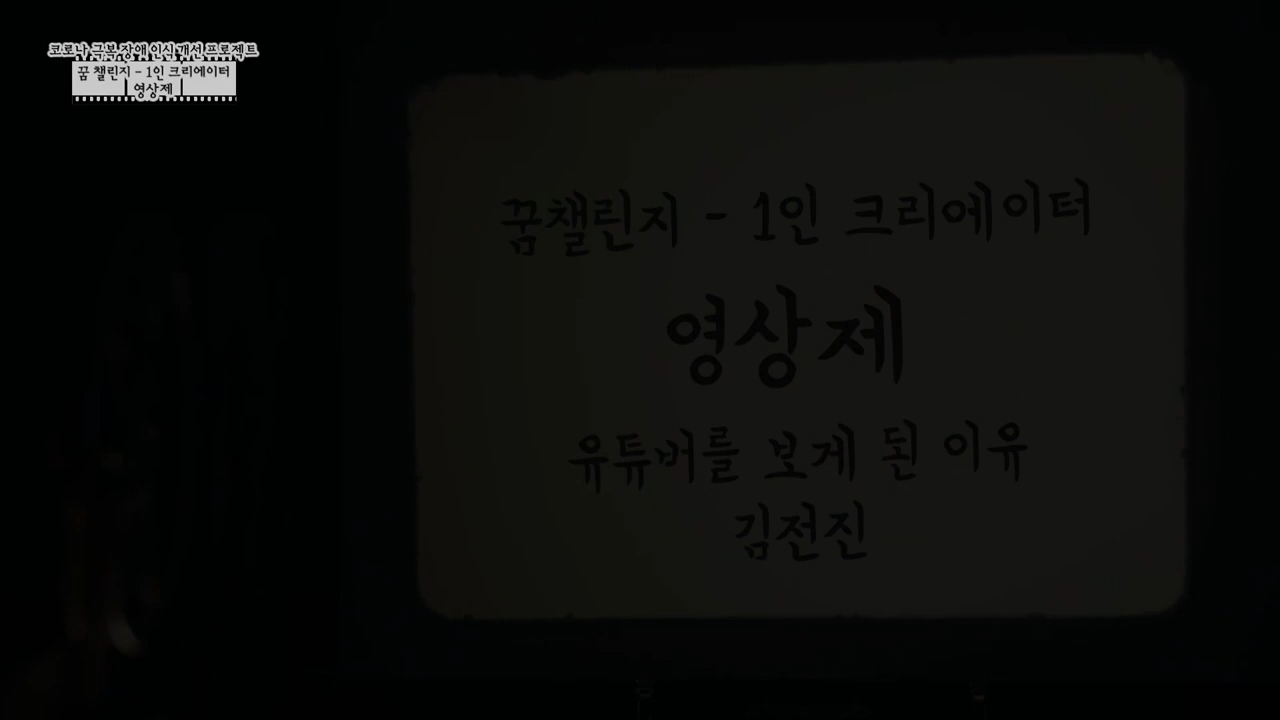 코로나 극복 장애 인식 개선 프로젝트
꿈 챌린지 - 1인 크리에이터
영상제
꿈챌린지 - 1인 크리에이터
영상제
유튜버를 보게 된 이유
김전진